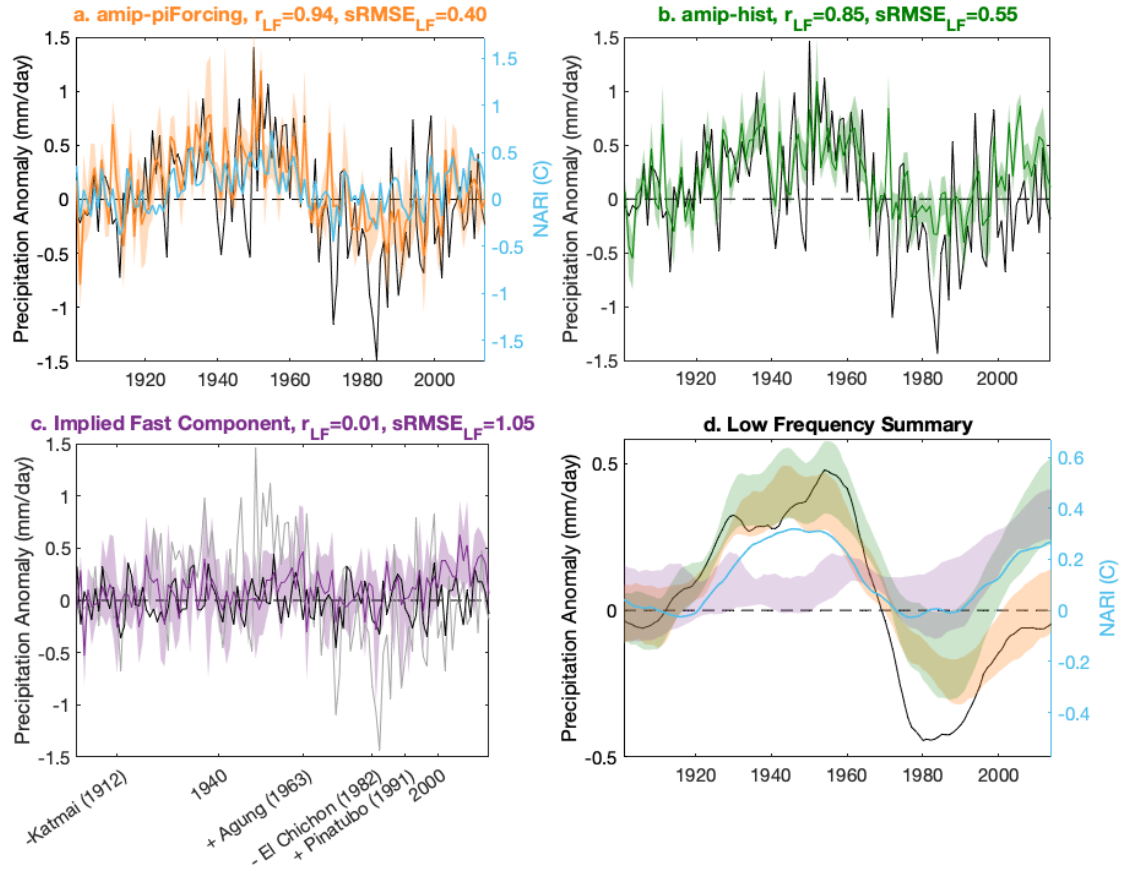 a. amip-piForcing, rLF=0.94, sRMSELF=0.40
Precipitation Anomaly (mm/day)
1.5
1
0.5
0
-0.5
-1
-1.5
1920 1940 1960 1980 2000
1.5
1
0.5
0
-0.5
-1
-1.5
NARI (C)
b. amip-hist, rLF=0.85, sRMSELF=0.55
Precipitation Anomaly (mm/day)
1.5
1
0.5
0
-0.5
-1
-1.5
1920 1940 1960 1980 2000
c. Implied Fast Component, rLF=0.01, sRMSELF=1.05
Precipitation Anomaly (mm/day)
1.5
1
0.5
0
-0.5
-1
-1.5
-Katmai (1912)
1940
+ Agung (1963)
- El Chichon (1982)
+ Pinatubo (1991)
2000
d. Low Frequency Summary
Precipitation Anomaly (mm/day)
0.5
0
-0.5
1920 1940 1960 1980 2000
0.6
0.4
0.2
0
-0.2
-0.4
NARI (C)